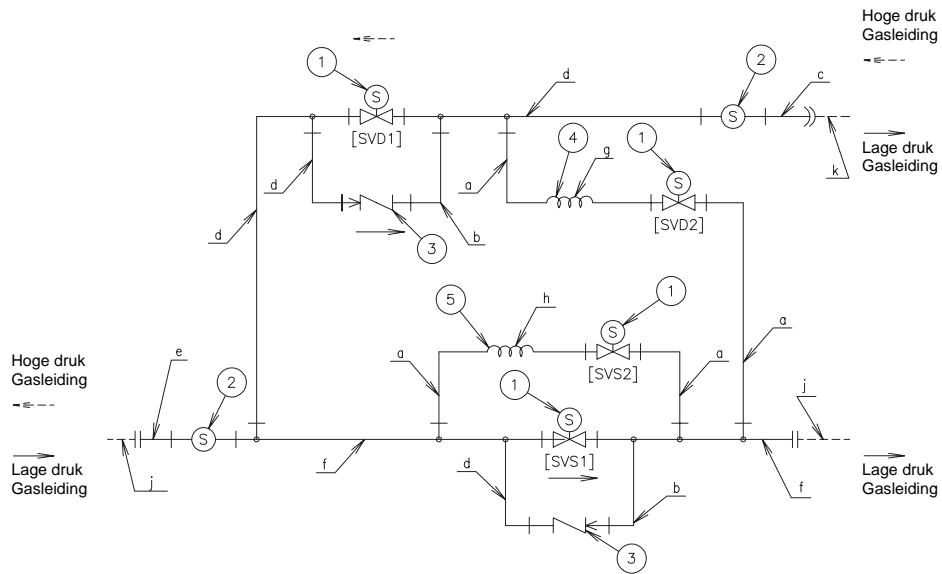 Hoge druk
Gasleiding
1
2
d
c
S
S
[SVD1]
Lage druk
Gasleiding
k
4
1
g
d
a
S
d
b
[SVD2]
3
5
h
1
S
a
a
a
[SVS2]
Hoge druk
Gasleiding
e
2
1
S
j
S
[SVS1]
j
f
f
Lage druk
Gasleiding
Lage druk
Gasleiding
d
b
3